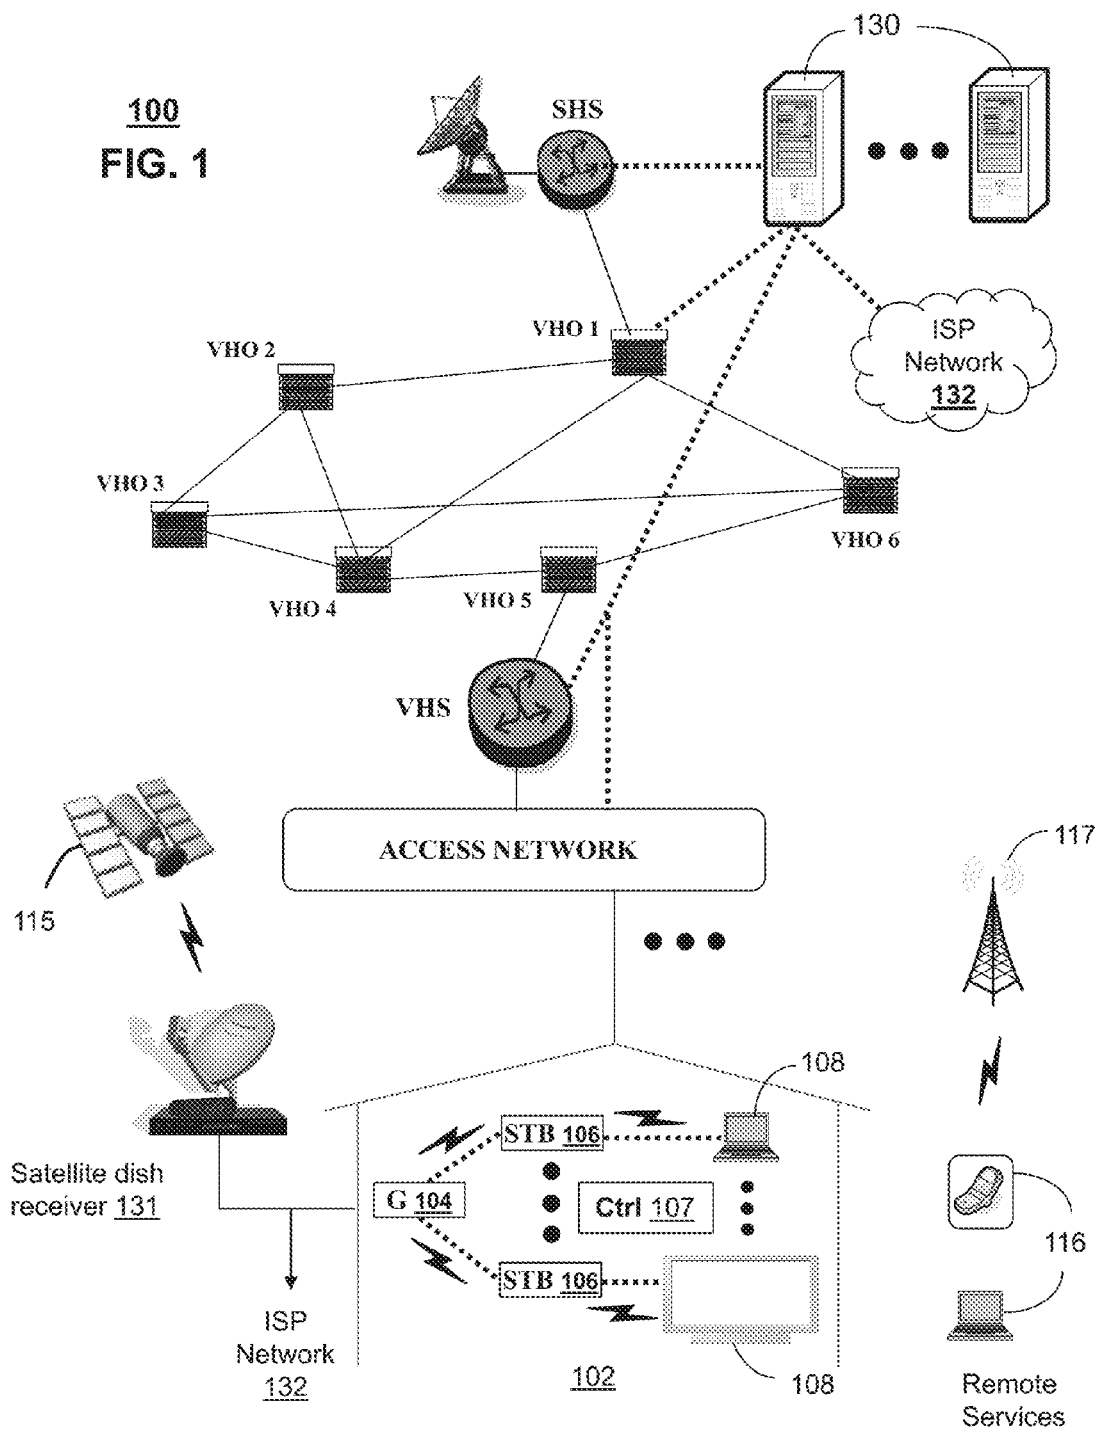 130
100
FIG. 1
SHS
VHO 1
ISP
Network
132
VHO 2
VHO 3
VHO 6
VHO 4
VHO 5
VHS
ACCESS NETWORK
117
115
108
STB 106
Satellite dish
receiver 131
G 104
Ctrl 107
116
STB 106
ISP
Network
132
102
108
Remote
Services